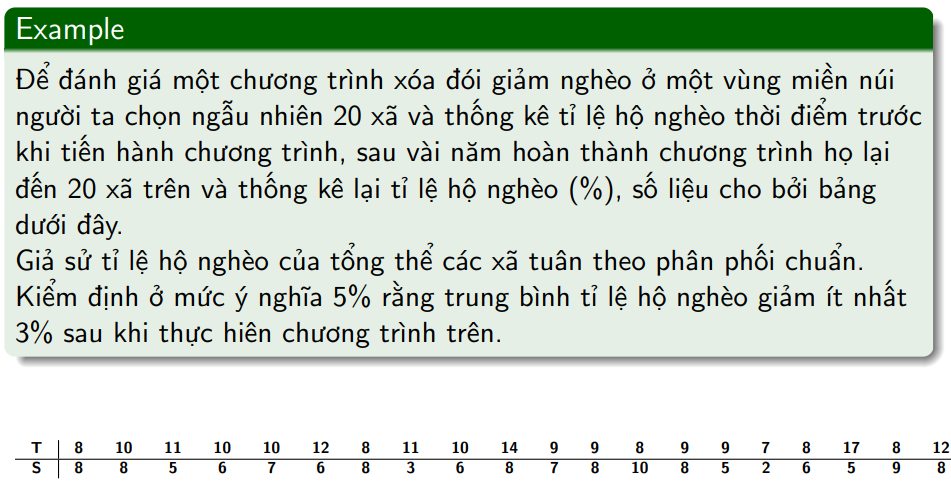 Example
Để đánh giá một chương trình xóa đói giảm nghèo ở một vùng miền núi
người ta chọn ngẫu nhiên 20 xã và thống kê tỉ lệ hộ nghèo thời điểm trước
khi tiến hành chương trình, sau vài năm hoàn thành chương trình họ lại
đến 20 xã trên và thống kê lại tỉ lệ hộ nghèo (%), số liệu cho bởi bảng
dưới đây.
Giả sử tỉ lệ hộ nghèo của tổng thể các xã tuân theo phân phối chuẩn.
Kiểm định ở mức ý nghĩa 5% rằng trung bình tỉ lệ hộ nghèo giảm ít nhất
3% sau khi thực hiên chương trình trên.
T 8 10 11 10 10 12 8 11 10 14 9 9 8 9 9 7 8 17 8 12
S 8 8 5 6 7 6 8 3 6 8 7 8 10 8 5 2 6 5 9 8